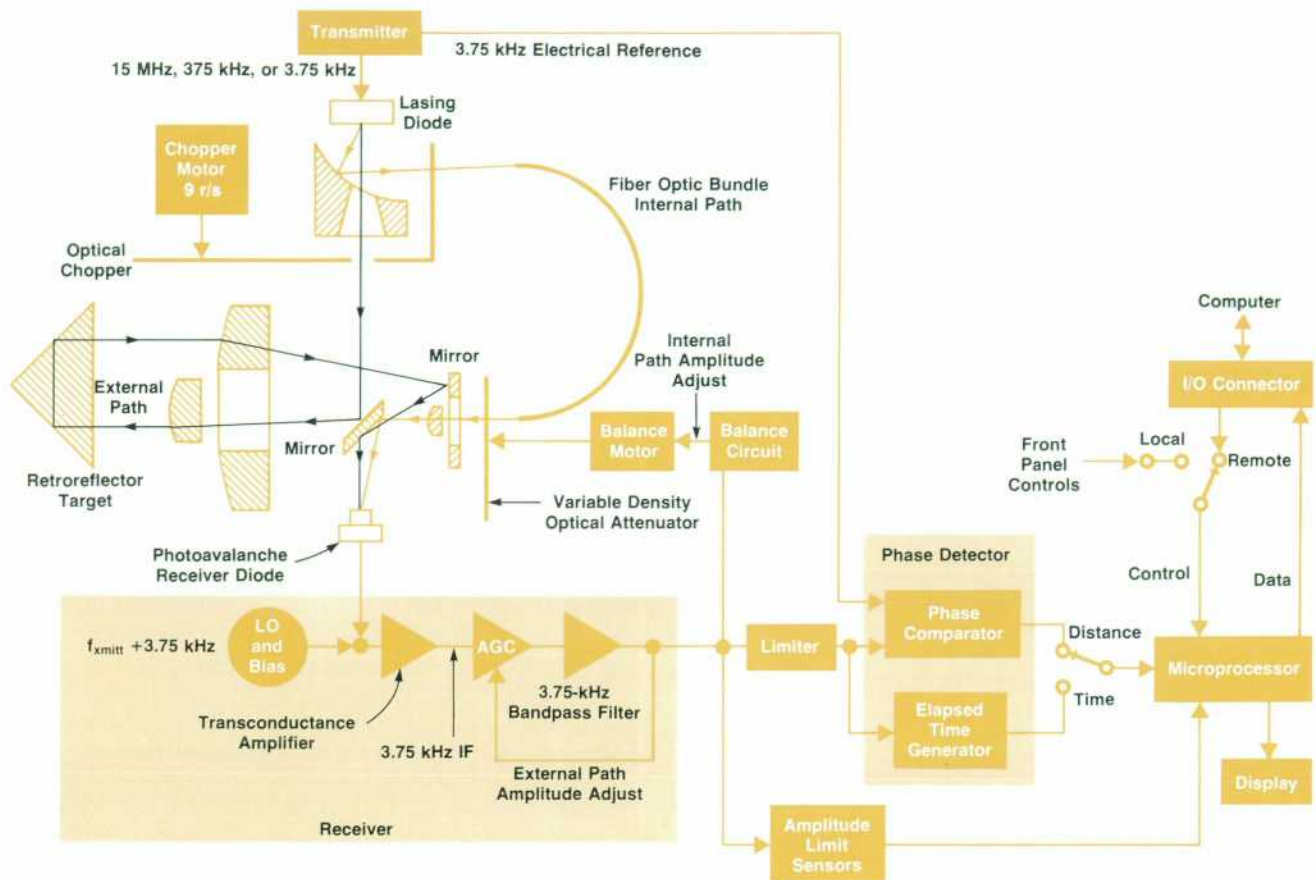 Transmitter
3.75 kHz Electrical Reference
15 MHz, 375 kHz, or 3.75 kHz
Lasing
Diode
Chopper
Motor
9 r/s
Fiber Optic Bundle
Internal Path
Optical
Chopper
Computer
Internal
Path Amplitude
Adjust
Mirror
I/O Connector
External
Path
Mirror
Balance
Motor
Balance
Circuit
Local
Remote
Front
Panel
Controls
Retroreflector
Target
Variable Density
Optical Attenuator
Photoavalanche
Receiver Diode
Phase Detector
Control
Data
Phase
Comparator
Distance
fxmitt +3.75 kHz
LO
and
Bias
AGC
Limiter
Microprocessor
3.75-kHz
Bandpass Filter
Time
Transconductance
Amplifier
Elapsed
Time
Generator
3.75 kHz IF
External Path
Amplitude Adjust
Display
Receiver
Amplitude
Limit
Sensors